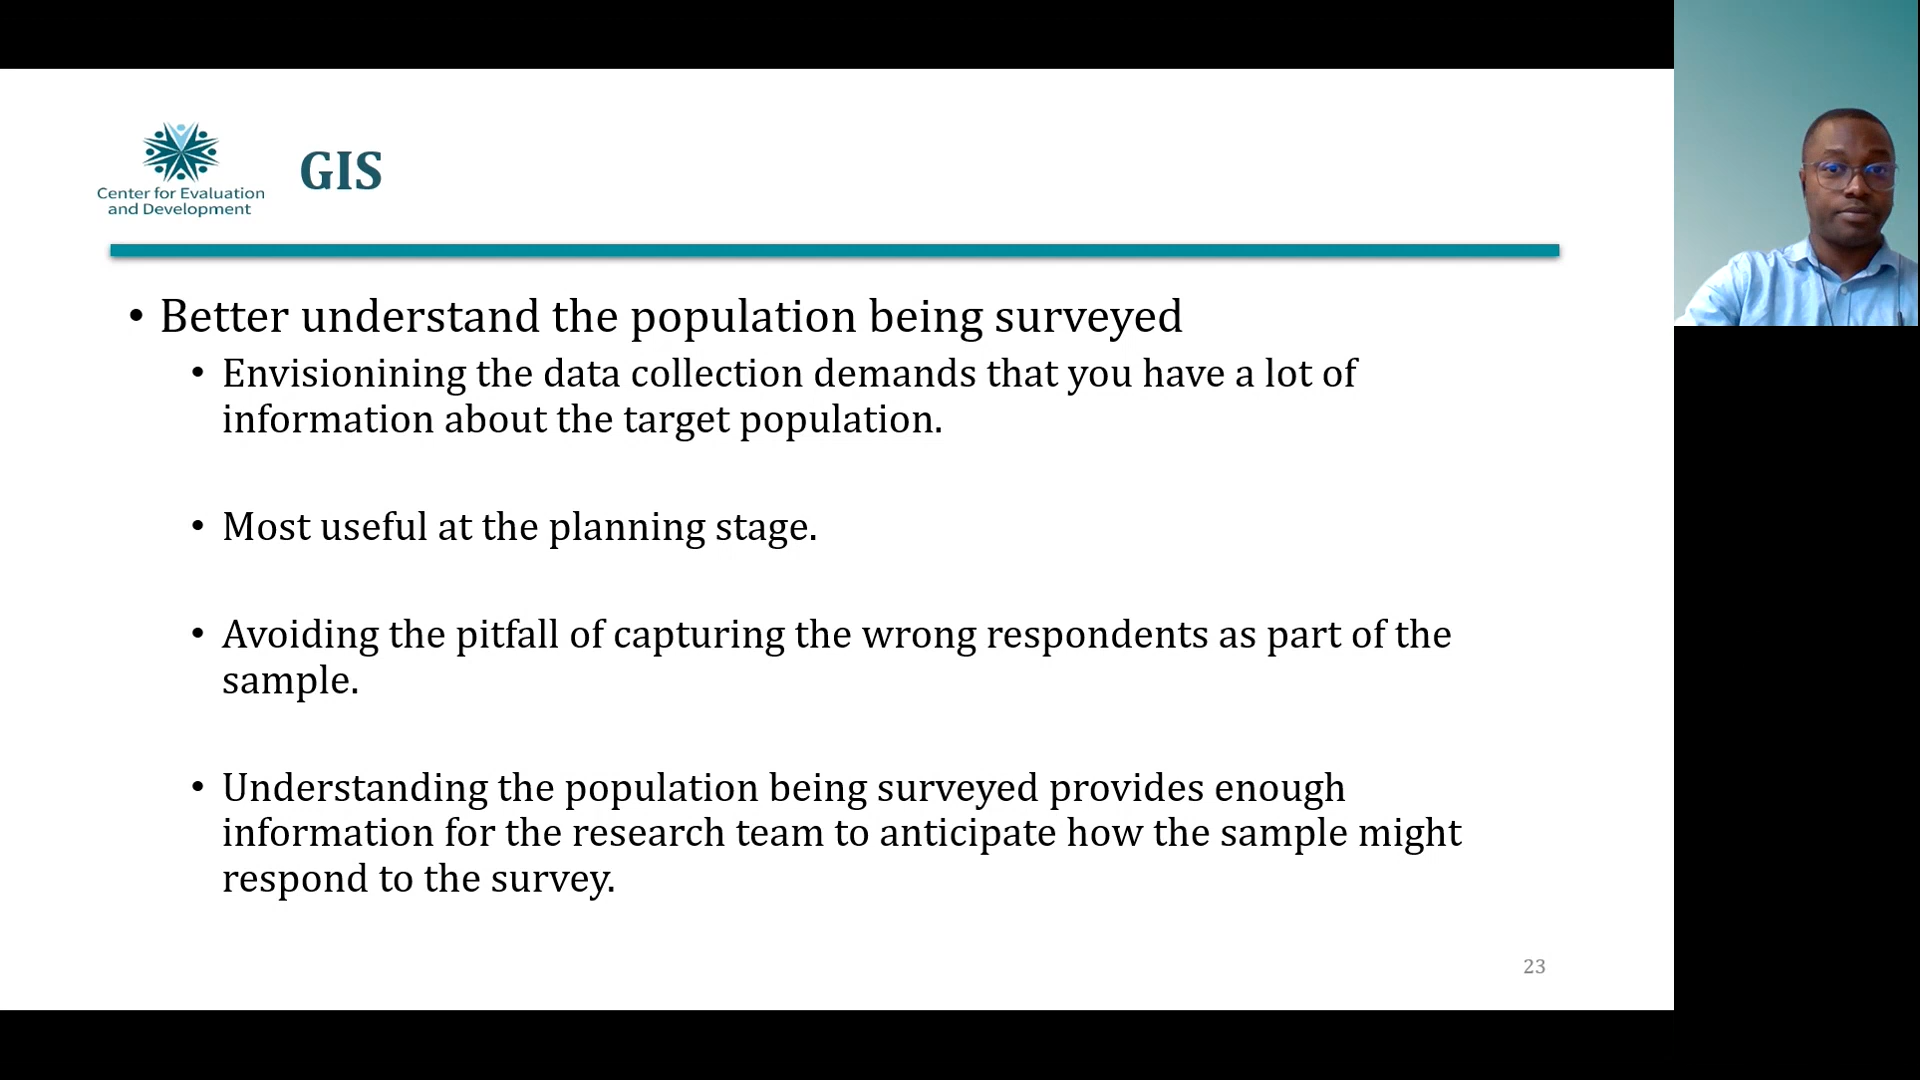 Center for Evaluation
and Development
GIS
• Better understand the population being surveyed
• Envisionining the data collection demands that you have a lot of
information about the target population.
• Most useful at the planning stage.
• Avoiding the pitfall of capturing the wrong respondents as part of the
sample.
• Understanding the population being surveyed provides enough
information for the research team to anticipate how the sample might
respond to the survey.
23